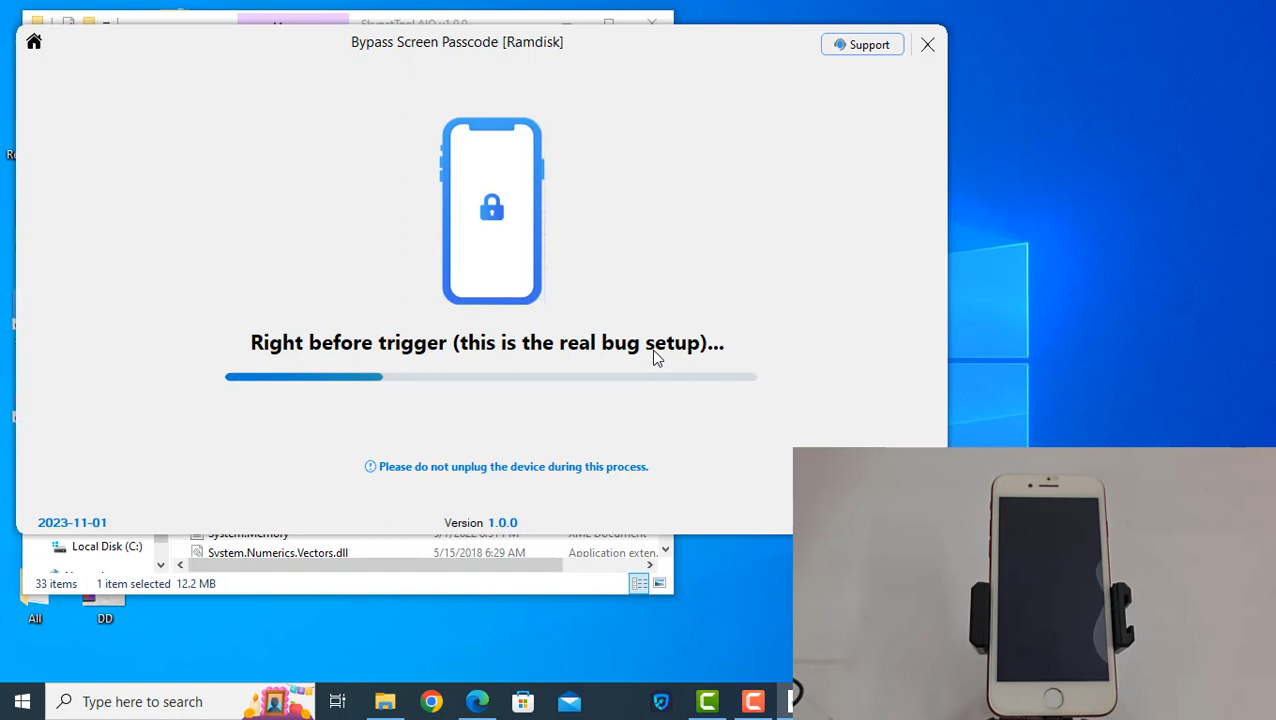 Bypass Screen Passcode [Ramdisk]
Support
Right before trigger (this is the real bug setup)...
Please do not unplug the device during this process.
2023-11-01
Version 1.0.0
Local Disk (C:)
System.Numerics.Vectors.dll
5/15/2018 6:29 AM
Application exten
33 items
1 item selected 12.2 MB
All
DD
Type here to search